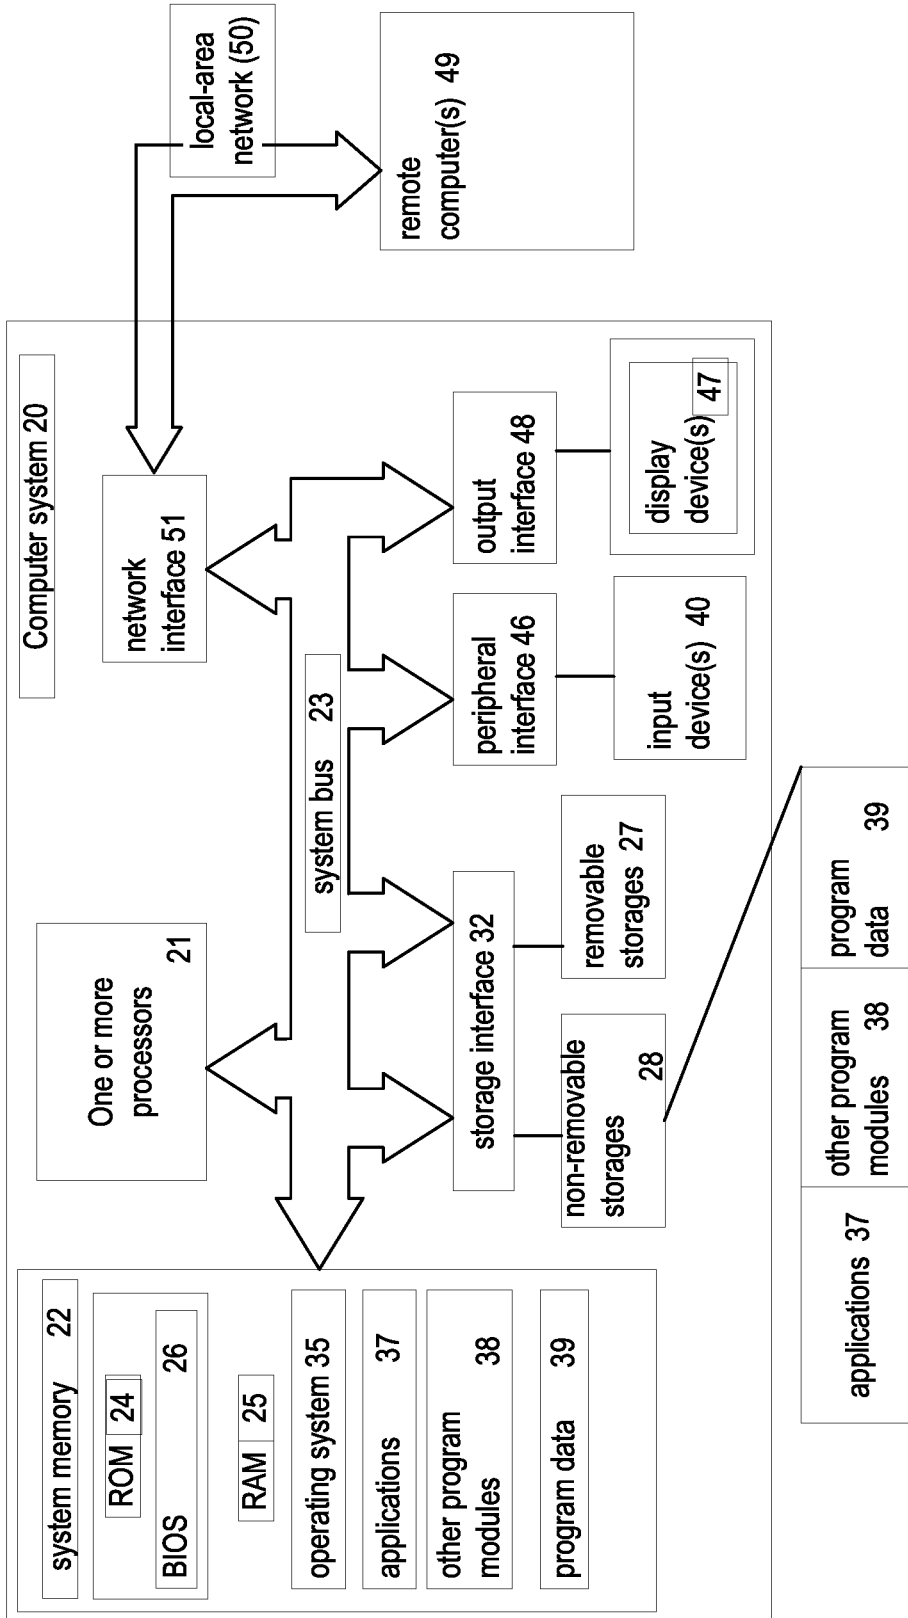 Computer system 20
system memory 22
ROM 24
BIOS 26
RAM 25
operating system 35
applications 37
other program
modules 38
program data 39
One or more
processors
21
network
interface 51
local-area
network (50)
remote
computer(s) 49
system bus 23
storage interface 32
peripheral
interface 46
output
interface 48
non-removable
storages 28
removable
storages 27
input
device(s) 40
display
device(s) 47
applications 37
other program
modules 38
program
data 39